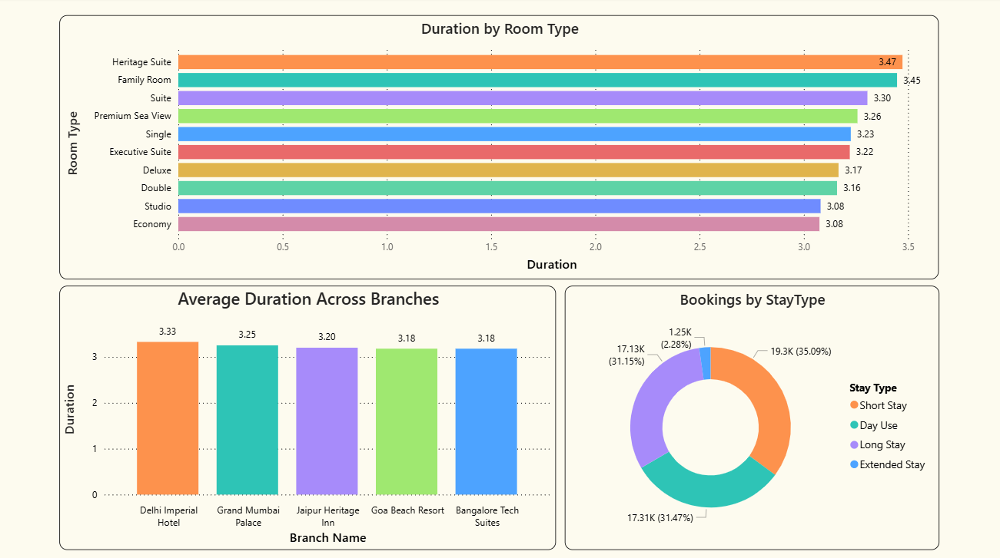 Duration by Room Type
Room Type
Heritage Suite 3.47
Family Room 3.45
Suite 3.30
Premium Sea View 3.26
Single 3.23
Executive Suite 3.22
Deluxe 3.17
Double 3.16
Studio 3.08
Economy 3.08
0.0 0.5 1.0 1.5 2.0 2.5 3.0 3.5
Duration
Average Duration Across Branches
Duration
3.33 3.25 3.20 3.18 3.18
3
2
1
0
Delhi Imperial Grand Mumbai Jaipur Heritage Goa Beach Resort Bangalore Tech
Hotel Palace Inn Suites
Branch Name
Bookings by StayType
1.25K
(2.28%)
17.13K
(31.15%)
19.3K (35.09%)
17.31K (31.47%)
Stay Type
Short Stay
Day Use
Long Stay
Extended Stay